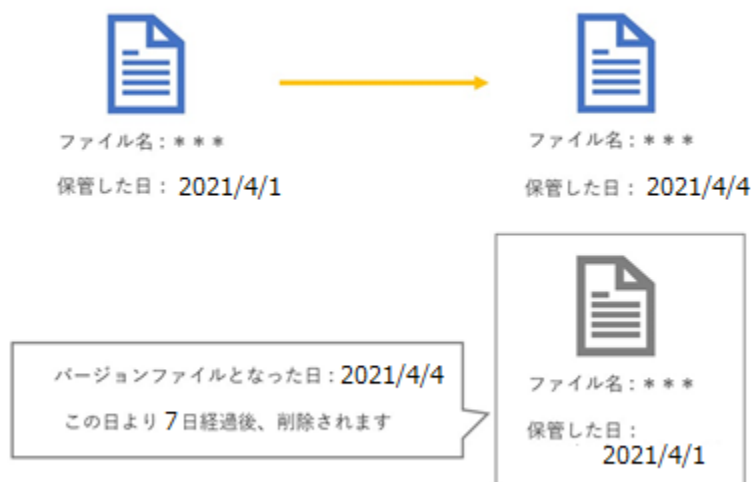 ファイル名：＊＊＊
保管した日： 2021/4/1
ファイル名：＊＊＊
保管した日： 2021/4/4
バージョンファイルとなった日：2021/4/4
この日より 7日経過後、削除されます
ファイル名：＊＊＊
保管した日：
2021/4/1